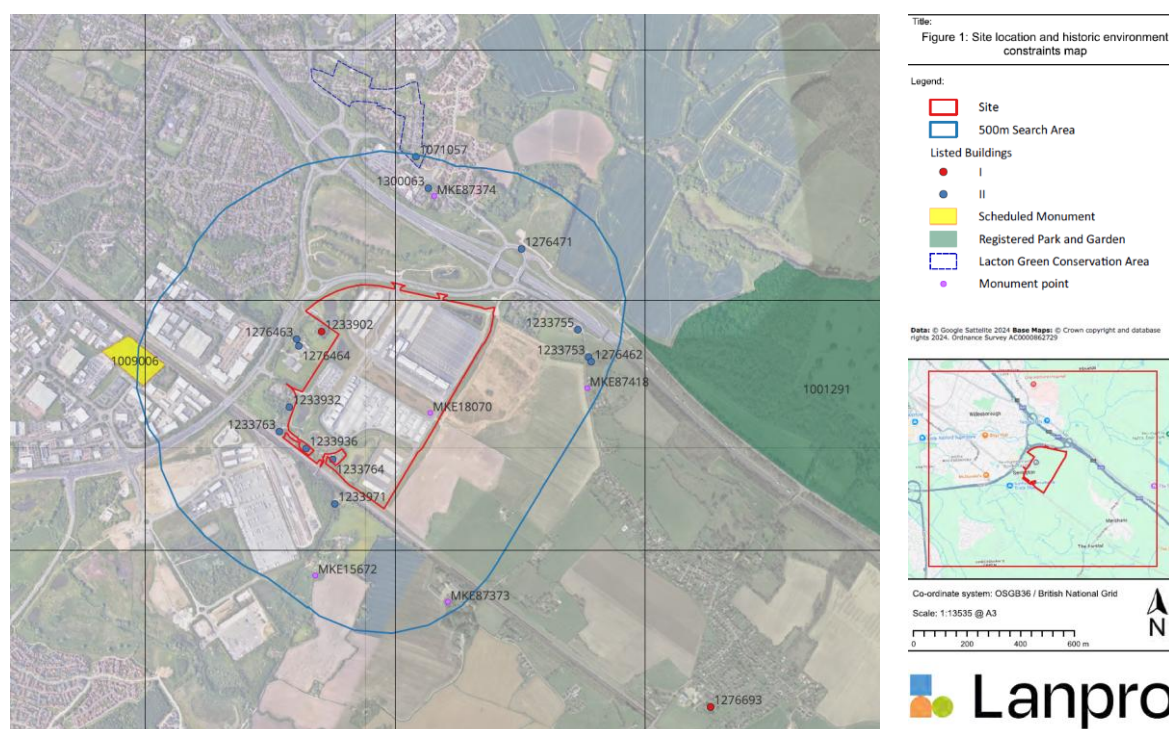 1071057
1300063
MKE87374
1276471
1233902
1276463
1276464
1233755
1233753
1276462
1009006
MKE87418
1001291
1233932
MKE18070
1233763
1233936
1233764
1233971
MKE15672
MKE87373
1276693
Title:
Figure 1: Site location and historic environment
constraints map
Legend:
Site
500m Search Area
Listed Buildings
I
II
Scheduled Monument
Registered Park and Garden
Lacton Green Conservation Area
Monument point
Data: © Google Sattelite 2024 Base Maps: © Crown copyright and database
rights 2024. Ordnance Survey AC0000862729
Co-ordinate system: OSGB36 / British National Grid
Scale: 1:13535 @ A3
N
0 200 400 600 m
Lanpro